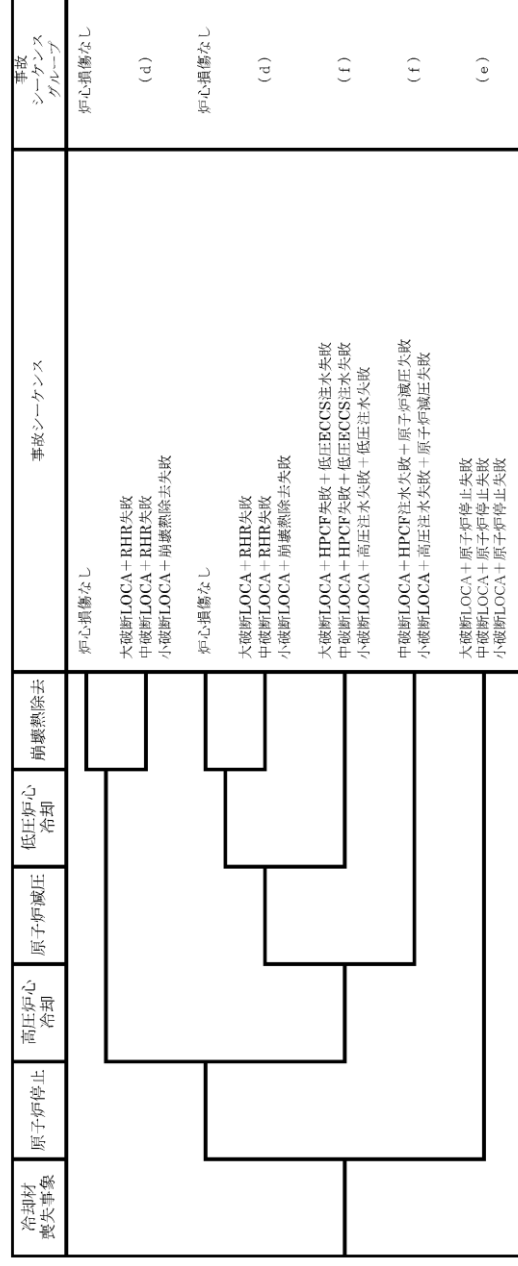 冷却材
喪失事象
原子炉停止
高圧炉心
冷却
原子炉減圧
低圧炉心
冷却
崩壊熱除去
事故シーケンス
事故
シーケンス
グループ
炉心損傷なし
炉心損傷なし
大破断LOCA+RHR失敗
中破断LOCA+RHR失敗
小破断LOCA+崩壊熱除去失敗
(d)
炉心損傷なし
炉心損傷なし
大破断LOCA+RHR失敗
中破断LOCA+RHR失敗
小破断LOCA+崩壊熱除去失敗
(d)
大破断LOCA+HPCF失敗+低圧ECCS注水失敗
中破断LOCA+HPCF失敗+低圧ECCS注水失敗
小破断LOCA+高圧注水失敗+低圧注水失敗
(f)
中破断LOCA+HPCF注水失敗+原子炉減圧失敗
小破断LOCA+高圧注水失敗+原子炉減圧失敗
(f)
大破断LOCA+原子炉停止失敗
中破断LOCA+原子炉停止失敗
小破断LOCA+原子炉停止失敗
(e)